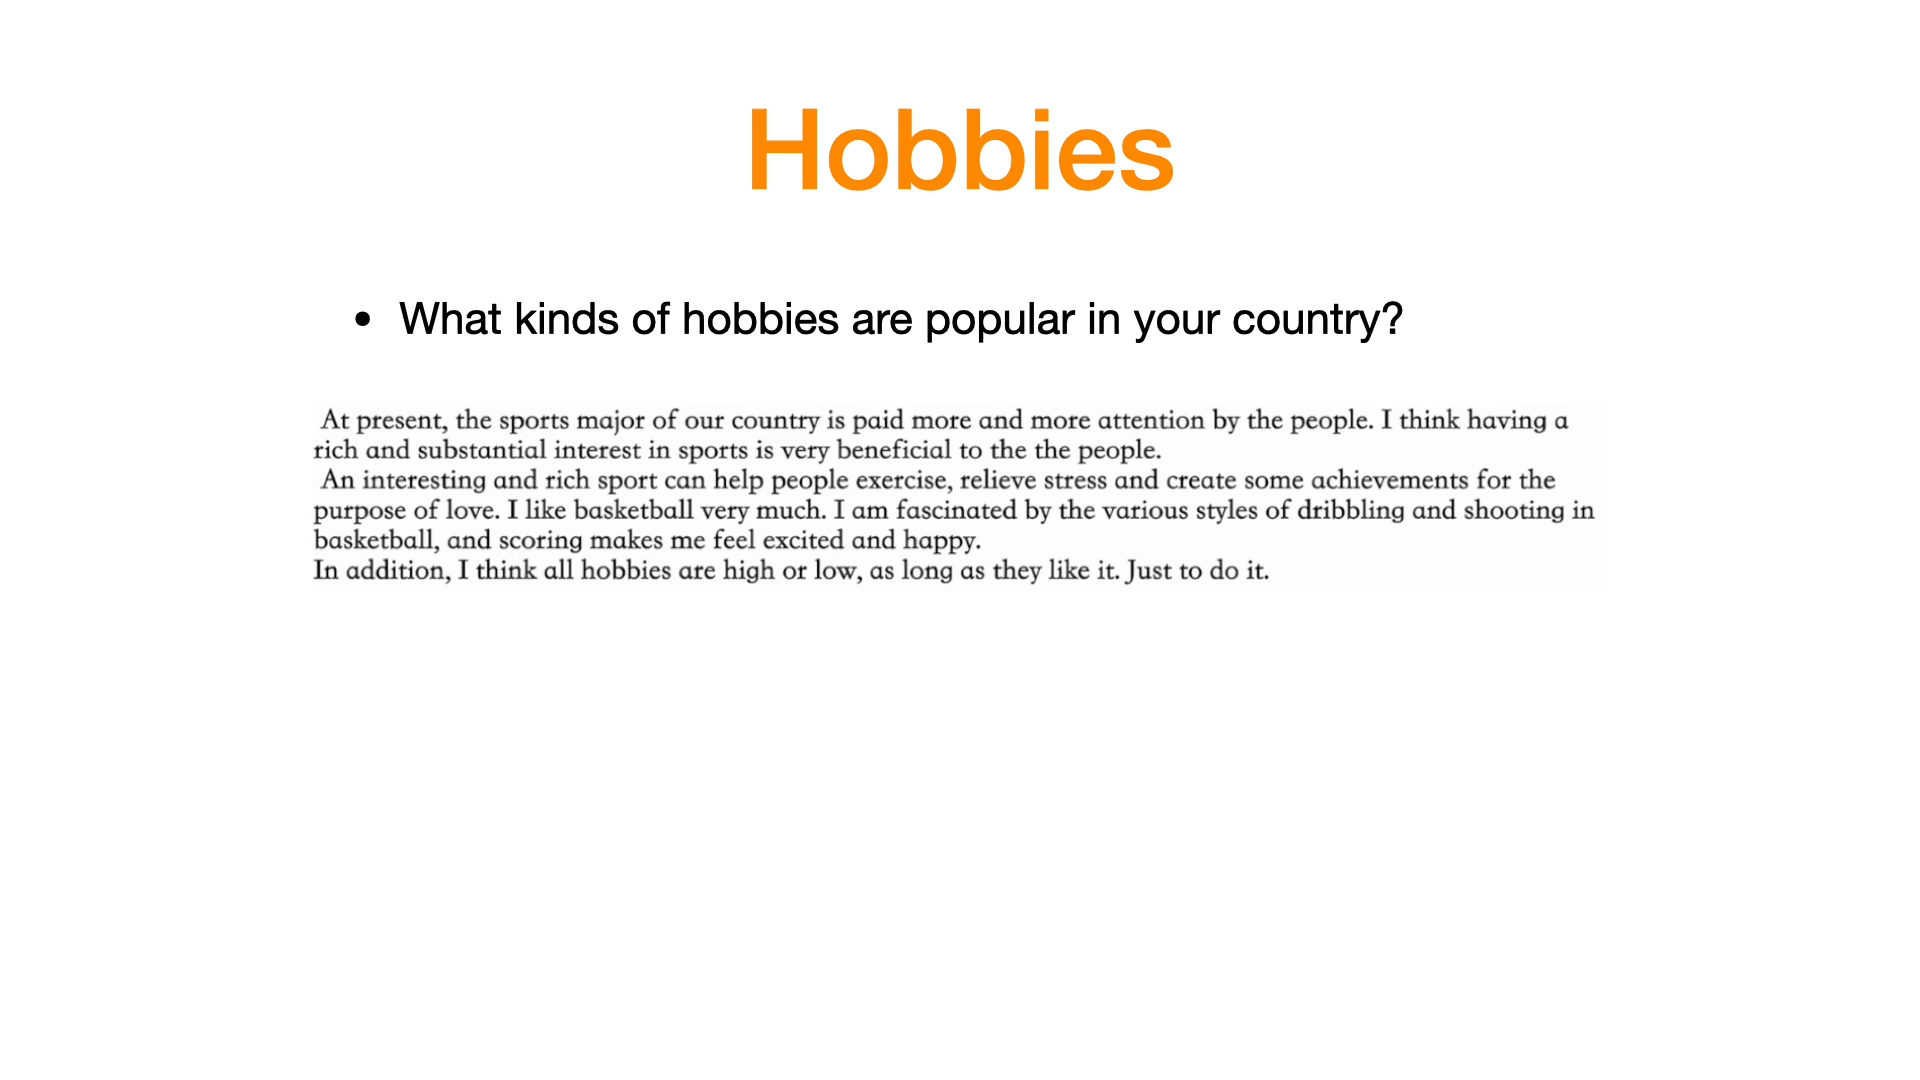 Hobbies
• What kinds of hobbies are popular in your country?
At present, the sports major of our country is paid more and more attention by the people. I think having a
rich and substantial interest in sports is very beneficial to the the people.
An interesting and rich sport can help people exercise, relieve stress and create some achievements for the
purpose of love. I like basketball very much. I am fascinated by the various styles of dribbling and shooting in
basketball, and scoring makes me feel excited and happy.
In addition, I think all hobbies are high or low, as long as they like it. Just to do it.